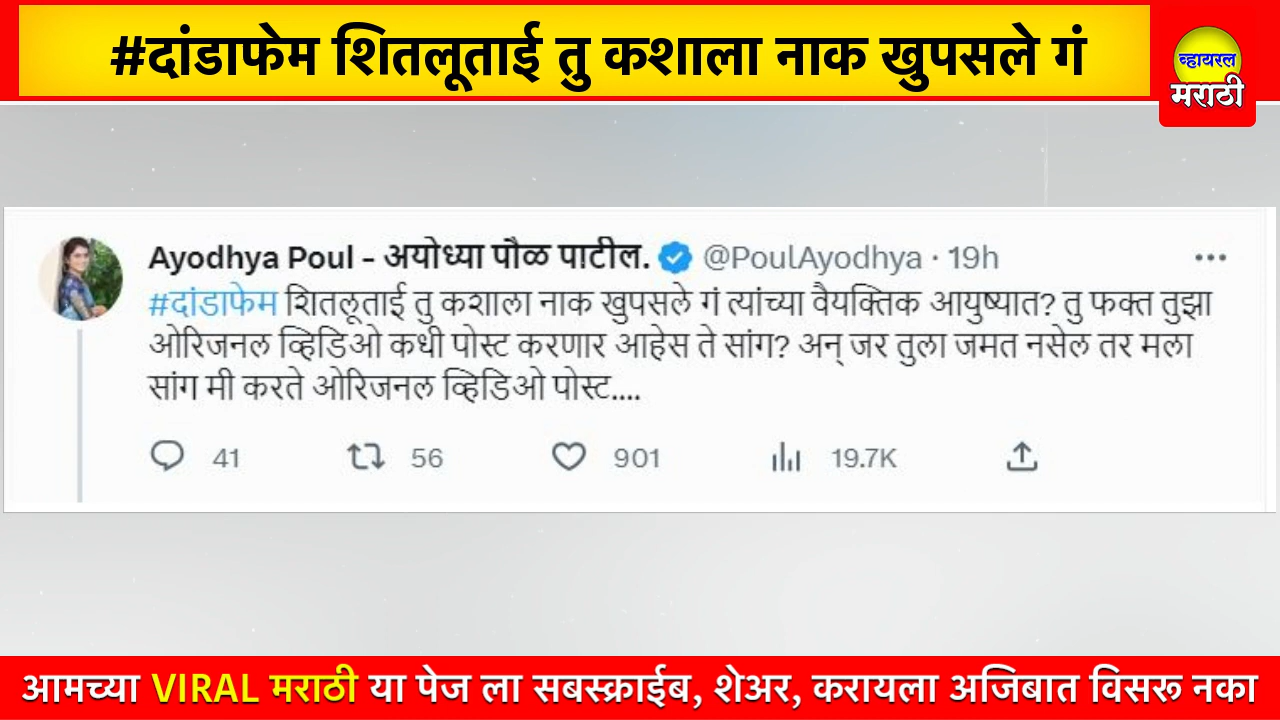 #दांडाफेम शितलूताई तु कशाला नाक खुपसले गं
व्हायरल
मराठी
Ayodhya Poul - अयोध्या पौळ पाटील. @PoulAyodhya · 19h
#दांडाफेम शितलूताई तु कशाला नाक खुपसले गं त्यांच्या वैयक्तिक आयुष्यात? तु फक्त तुझा
ओरिजनल व्हिडिओ कधी पोस्ट करणार आहेस ते सांग? अन् जर तुला जमत नसेल तर मला
सांग मी करते ओरिजनल व्हिडिओ पोस्ट....
41 56 901 19.7K
आमच्या VIRAL मराठी या पेज ला सबस्क्राईब, शेअर, करायला अजिबात विसरू नका